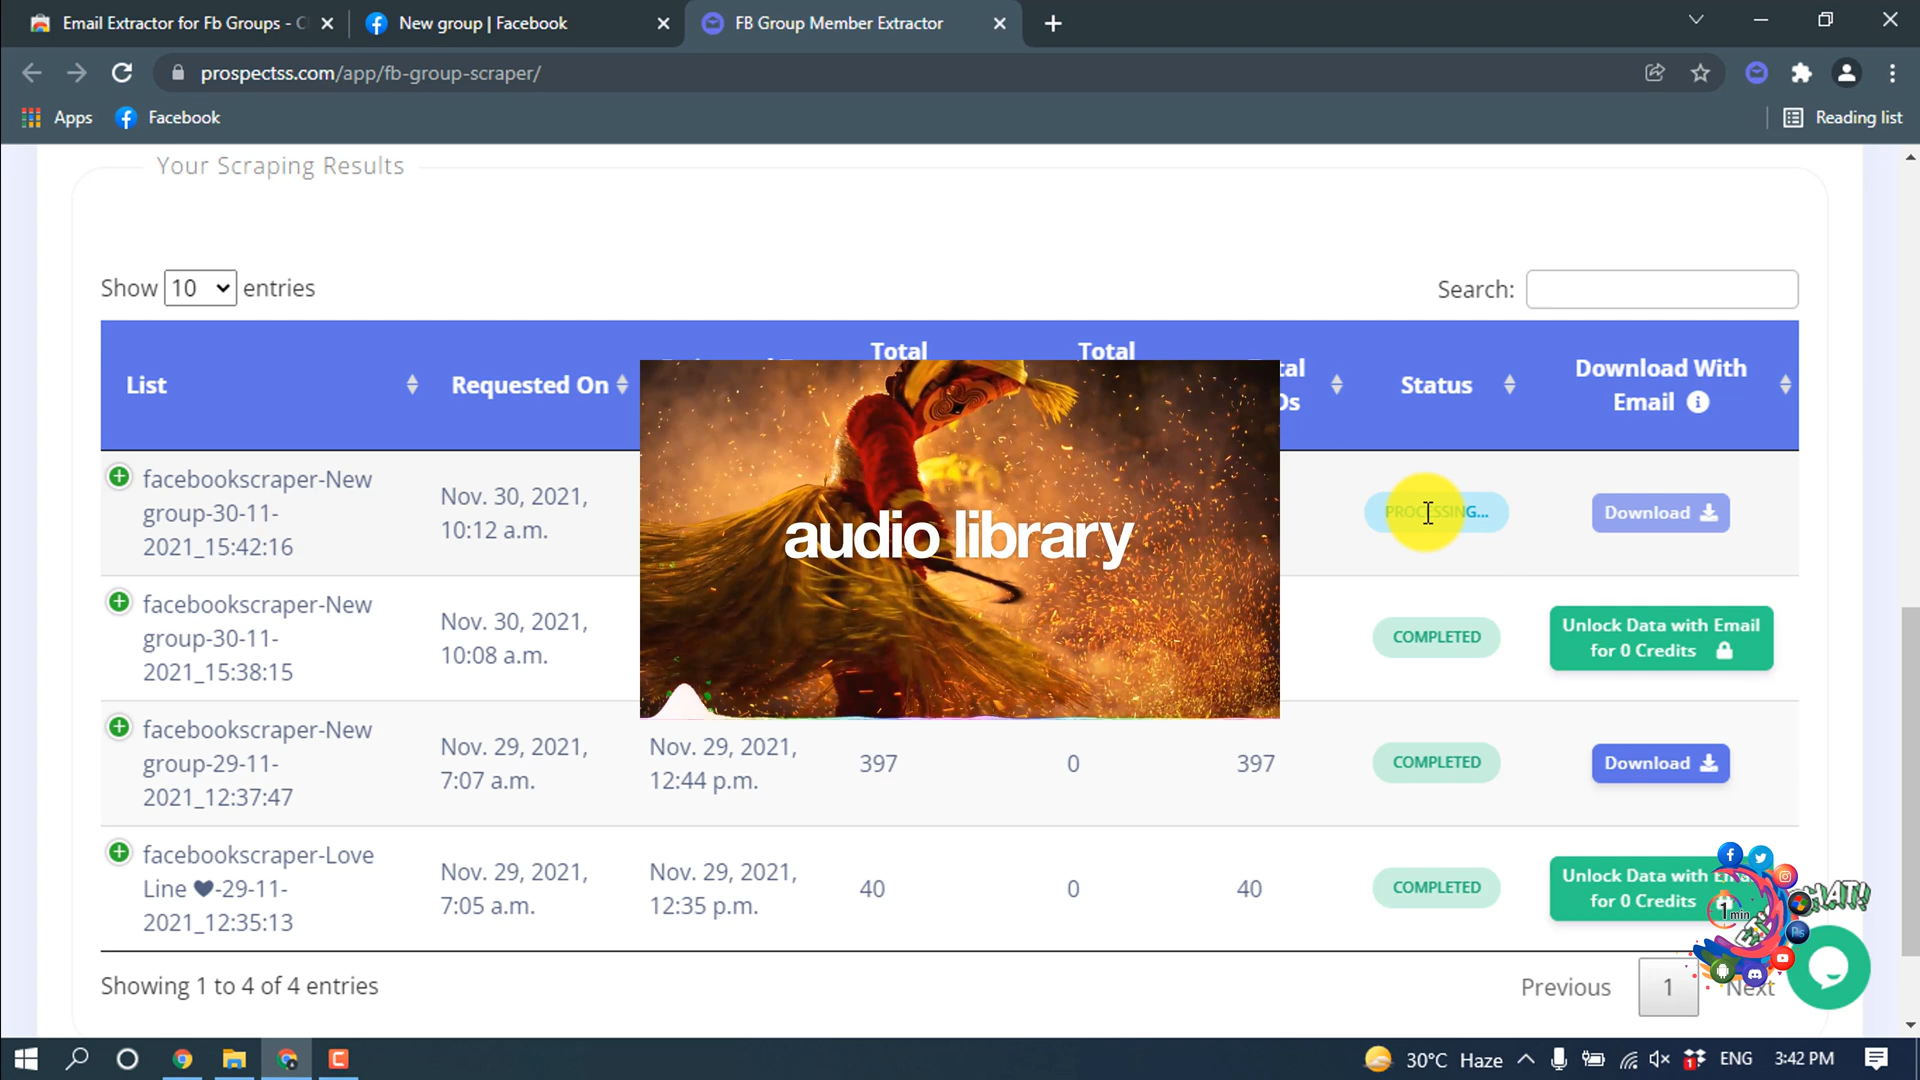 Email Extractor for Fb Groups - C
New group | Facebook
FB Group Member Extractor
prospectss.com/app/fb-group-scraper/
Apps
Facebook
Reading list
Your Scraping Results
Show 10 entries
Search:
List
Requested On
Total
Total
Status
Download With
Email
facebookscraper-New
group-30-11-
2021_15:42:16
Nov. 30, 2021,
10:12 a.m.
PROCESSING...
Download
facebookscraper-New
group-30-11-
2021_15:38:15
Nov. 30, 2021,
10:08 a.m.
COMPLETED
Unlock Data with Email
for 0 Credits
audio library
facebookscraper-New
group-29-11-
2021_12:37:47
Nov. 29, 2021,
7:07 a.m.
Nov. 29, 2021,
12:44 p.m.
397
0
397
COMPLETED
Download
facebookscraper-Love
Line 🖤-29-11-
2021_12:35:13
Nov. 29, 2021,
7:05 a.m.
Nov. 29, 2021,
12:35 p.m.
40
0
40
COMPLETED
Unlock Data with Email
for 0 Credits
1 min
Showing 1 to 4 of 4 entries
Previous
1
Next
30°C Haze
ENG
3:42 PM